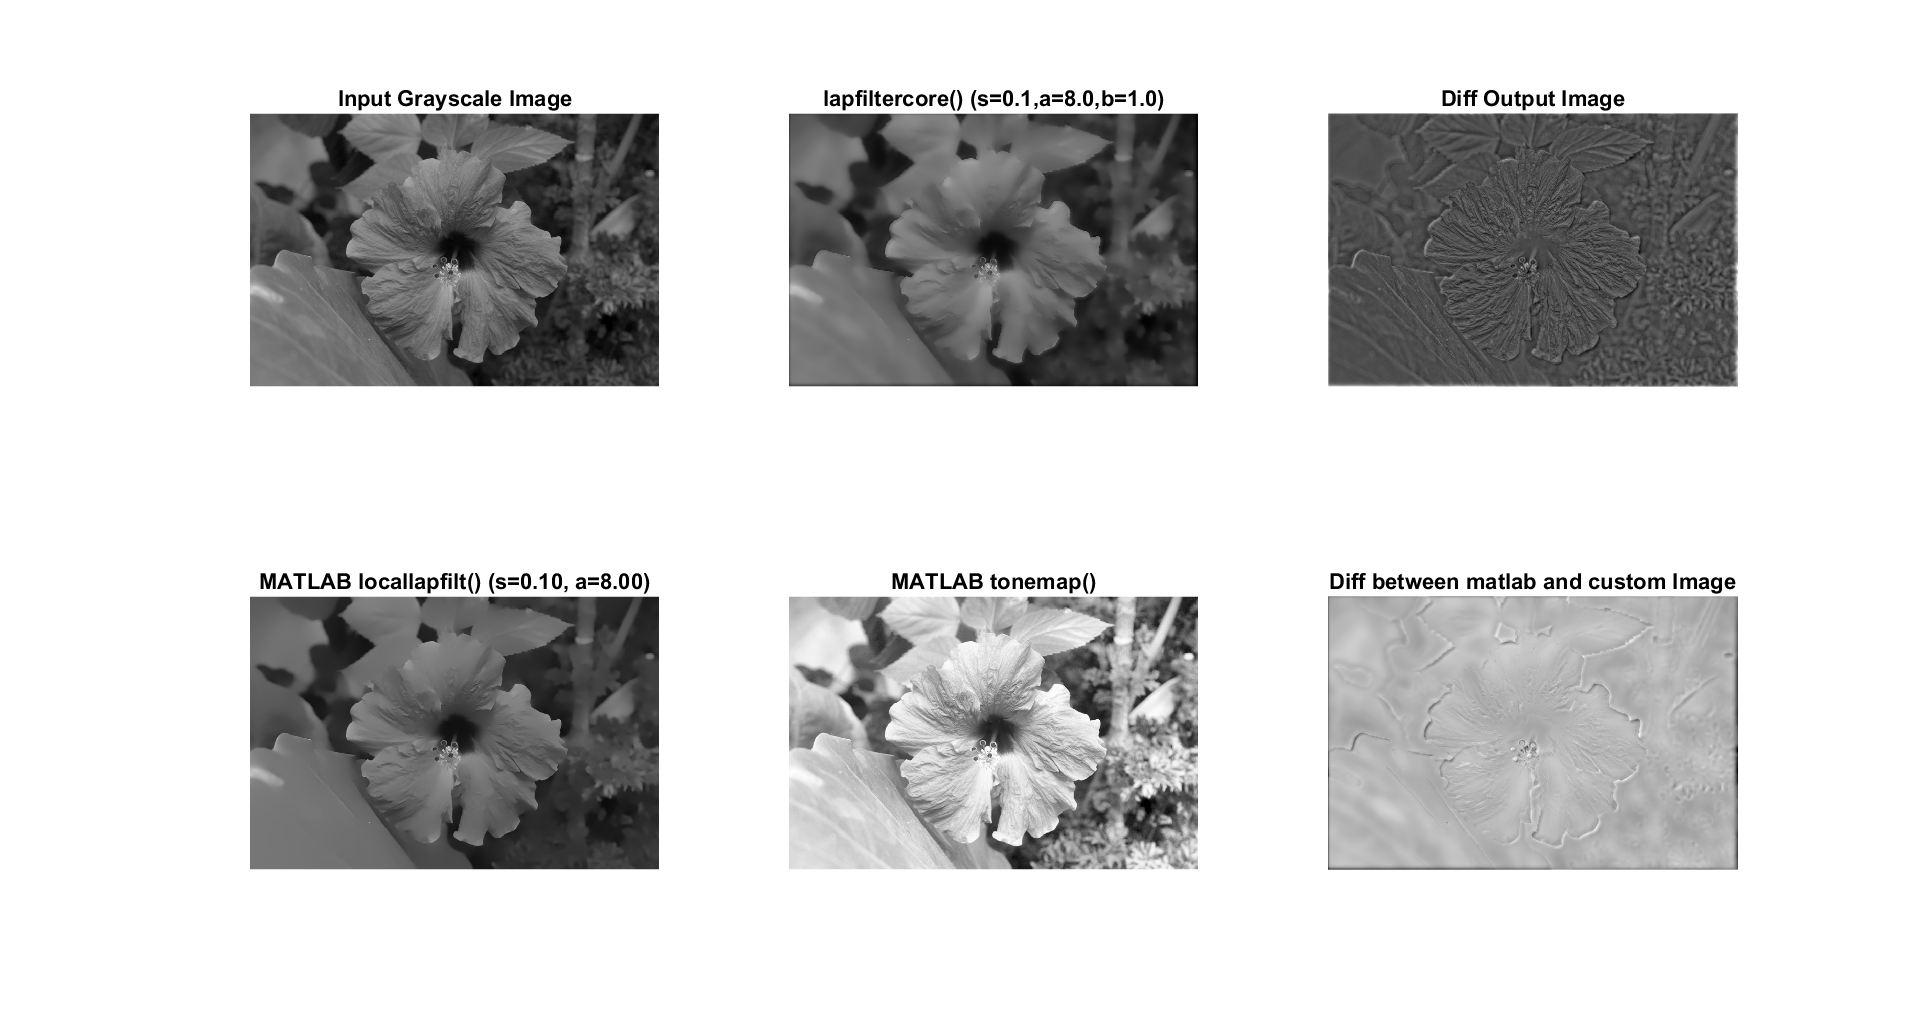 Input Grayscale Image
lapfiltercore() (s=0.1,a=8.0,b=1.0)
Diff Output Image
MATLAB locallapfilt() (s=0.10, a=8.00)
MATLAB tonemap()
Diff between matlab and custom Image